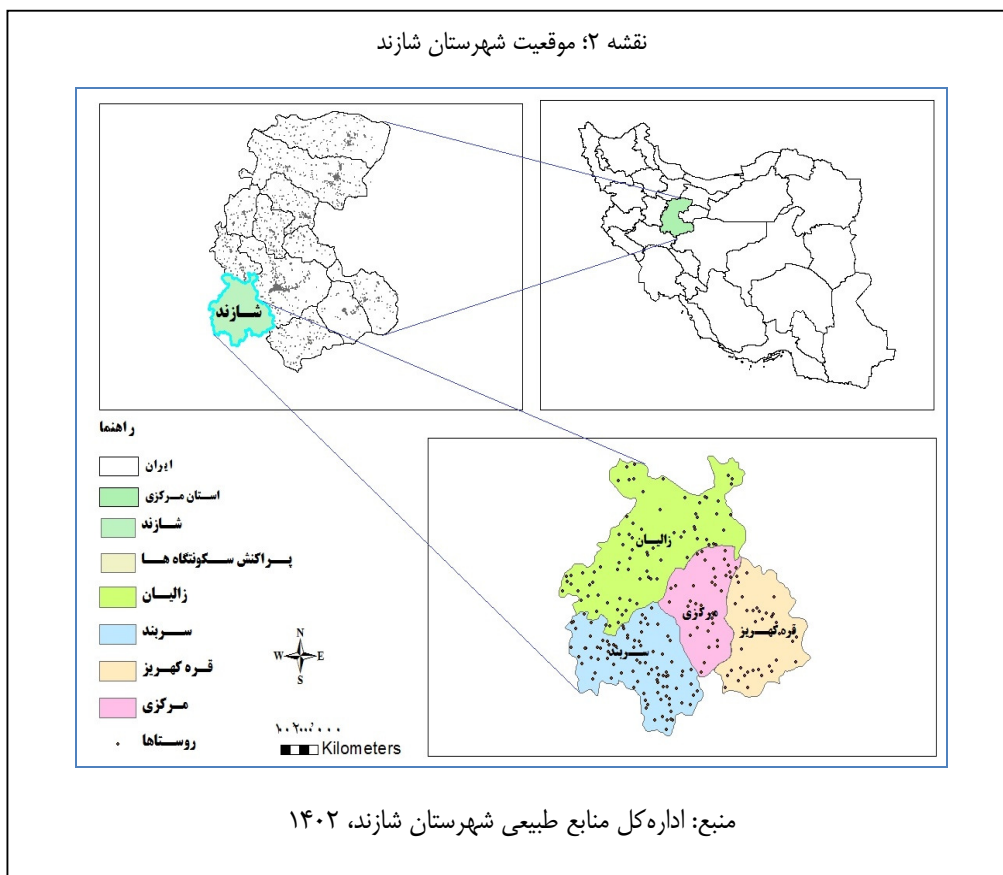 نقشه ۲؛ موقعیت شهرستان شازند
شازند
راهنما
ایران
استان مرکزی
شازند
پراکنش سکونتگاه ها
زالیان
سربند
قره کهریز
مرکزی
روستاها
N
W E
S
Kilometers
زالیان
مرکزی
قره کهریز
سربند
منبع: اداره‌کل منابع طبیعی شهرستان شازند، ۱۴۰۲